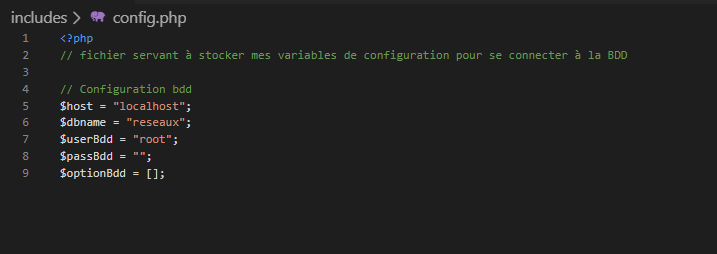 includes > config.php
1 <?php
2 // fichier servant à stocker mes variables de configuration pour se connecter à la BDD
3
4 // Configuration bdd
5 $host = "localhost";
6 $dbname = "reseaux";
7 $userBdd = "root";
8 $passBdd = "";
9 $optionBdd = [];